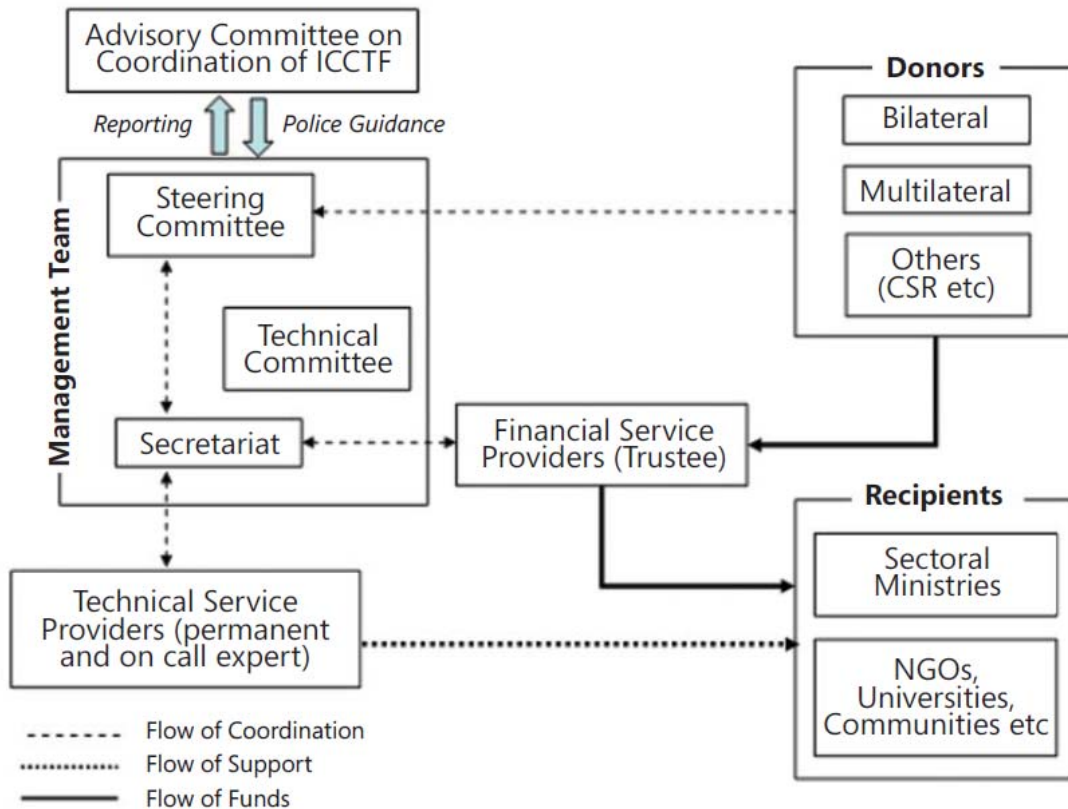 Advisory Committee on
Coordination of ICCTF
Reporting
Police Guidance
Management Team
Steering
Committee
Technical
Committee
Secretariat
Donors
Bilateral
Multilateral
Others
(CSR etc)
Financial Service
Providers (Trustee)
Recipients
Sectoral
Ministries
NGOs,
Universities,
Communities etc
Technical Service
Providers (permanent
and on call expert)
Flow of Coordination
Flow of Support
Flow of Funds